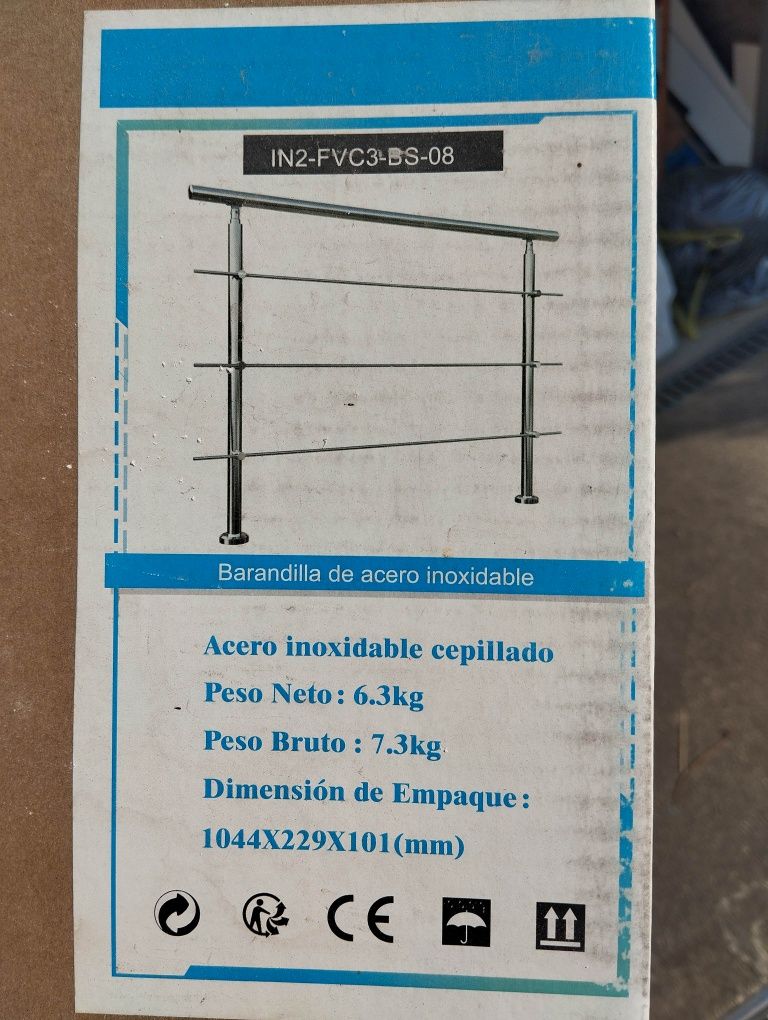 IN2-FVC3-BS-08
Barandilla de acero inoxidable
Acero inoxidable cepillado
Peso Neto: 6.3kg
Peso Bruto : 7.3kg
Dimensión de Empaque:
1044X229X101(mm)
CE